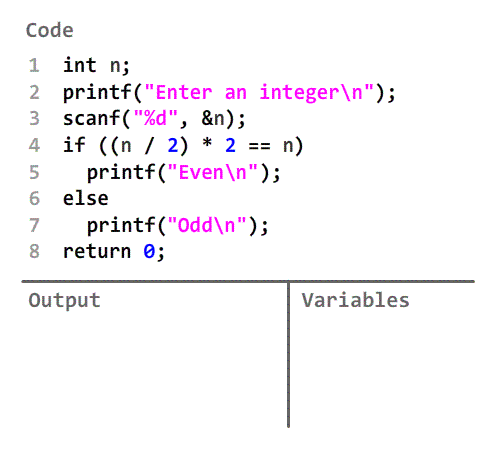 Code
1 int n;
2 printf("Enter an integer\n");
3 scanf("%d", &n);
4 if ((n / 2) * 2 == n)
5   printf("Even\n");
6 else
7   printf("Odd\n");
8 return 0;
Output
Variables